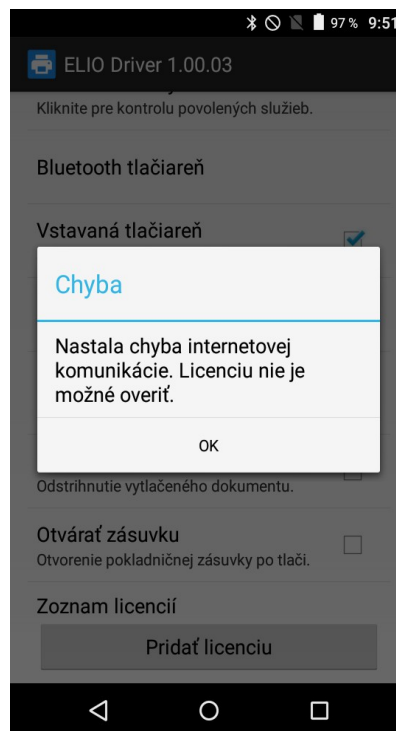 97 % 9:51
ELIO Driver 1.00.03
Kliknite pre kontrolu povolených služieb.
Bluetooth tlačiareň
Vstavaná tlačiareň
Chyba
Nastala chyba internetovej
komunikácie. Licenciu nie je
možné overiť.
OK
Odstrihnutie vytlačeného dokumentu.
Otvárať zásuvku
Otvorenie pokladničnej zásuvky po tlači.
Zoznam licencií
Pridať licenciu